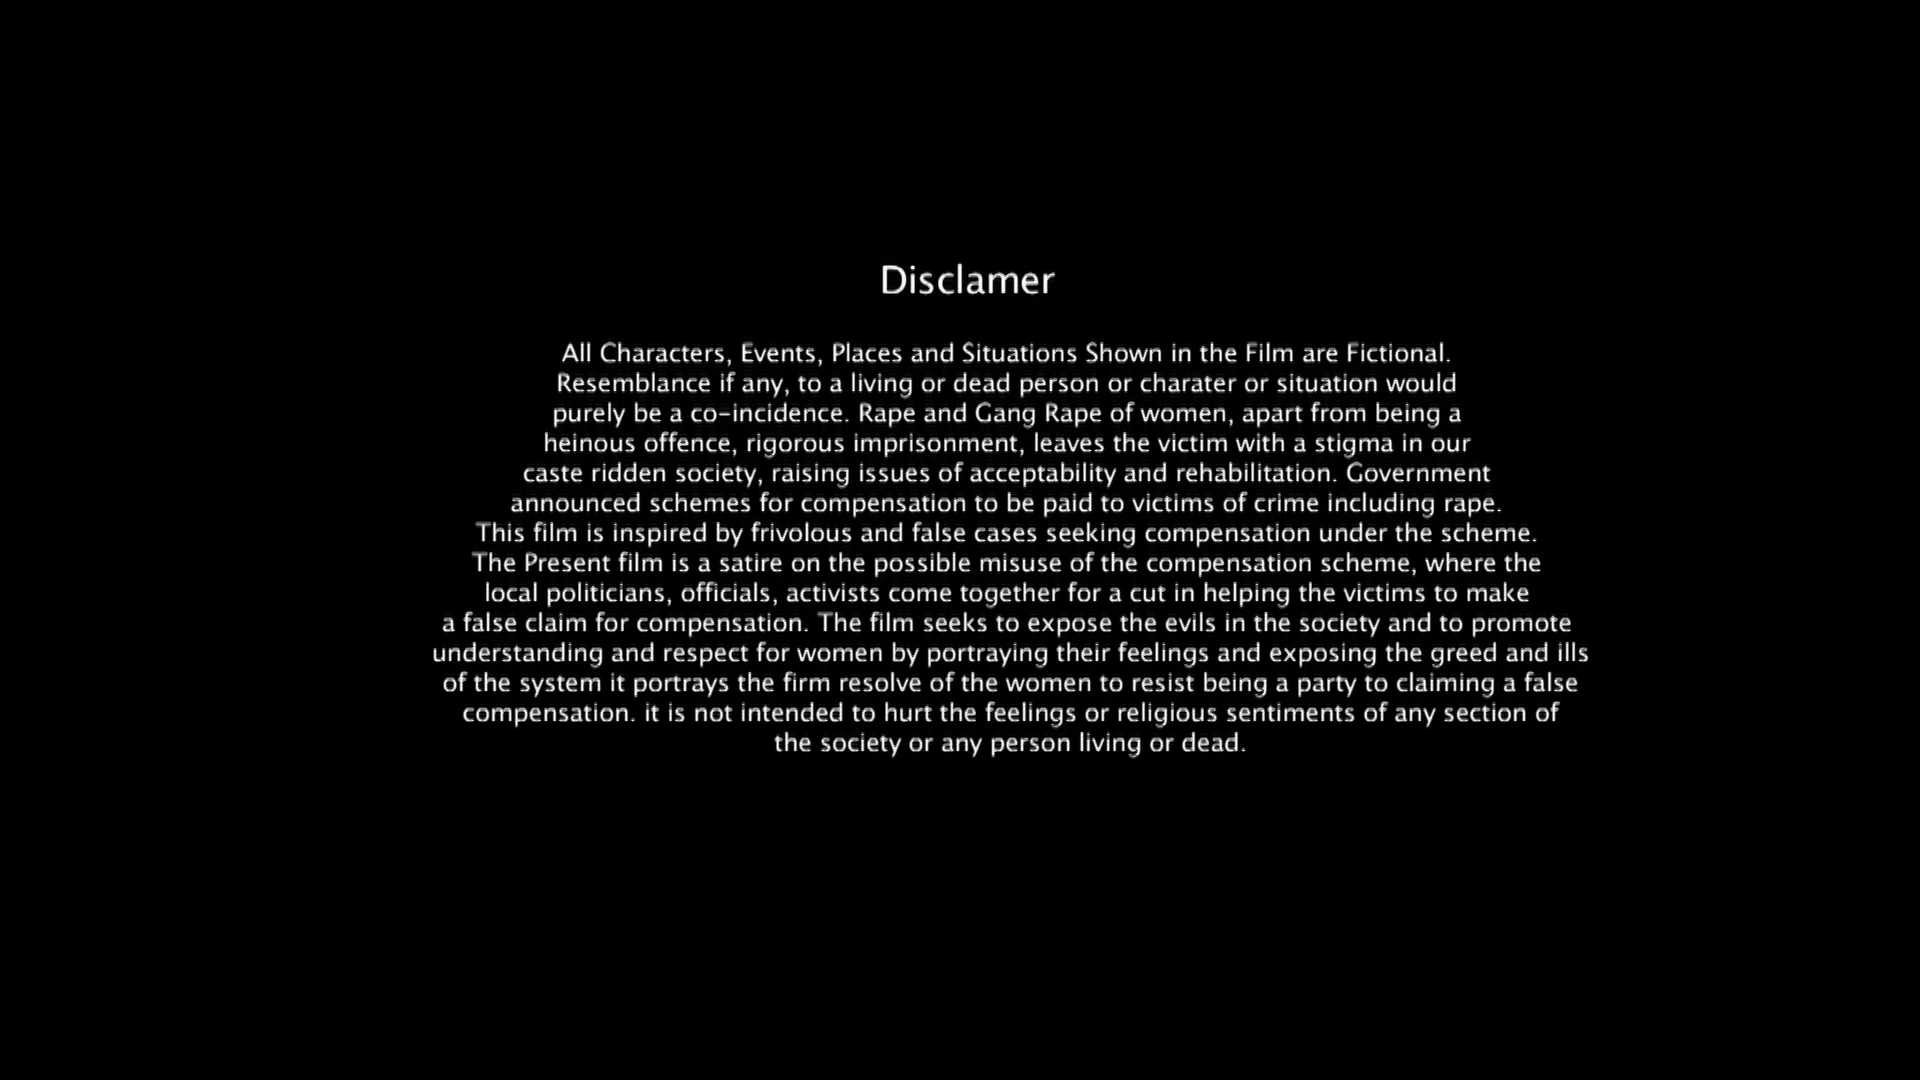 Disclamer
All Characters, Events, Places and Situations Shown in the Film are Fictional.
Resemblance if any, to a living or dead person or charater or situation would
purely be a co-incidence. Rape and Gang Rape of women, apart from being a
heinous offence, rigorous imprisonment, leaves the victim with a stigma in our
caste ridden society, raising issues of acceptability and rehabilitation. Government
announced schemes for compensation to be paid to victims of crime including rape.
This film is inspired by frivolous and false cases seeking compensation under the scheme.
The Present film is a satire on the possible misuse of the compensation scheme, where the
local politicians, officials, activists come together for a cut in helping the victims to make
a false claim for compensation. The film seeks to expose the evils in the society and to promote
understanding and respect for women by portraying their feelings and exposing the greed and ills
of the system it portrays the firm resolve of the women to resist being a party to claiming a false
compensation. it is not intended to hurt the feelings or religious sentiments of any section of
the society or any person living or dead.